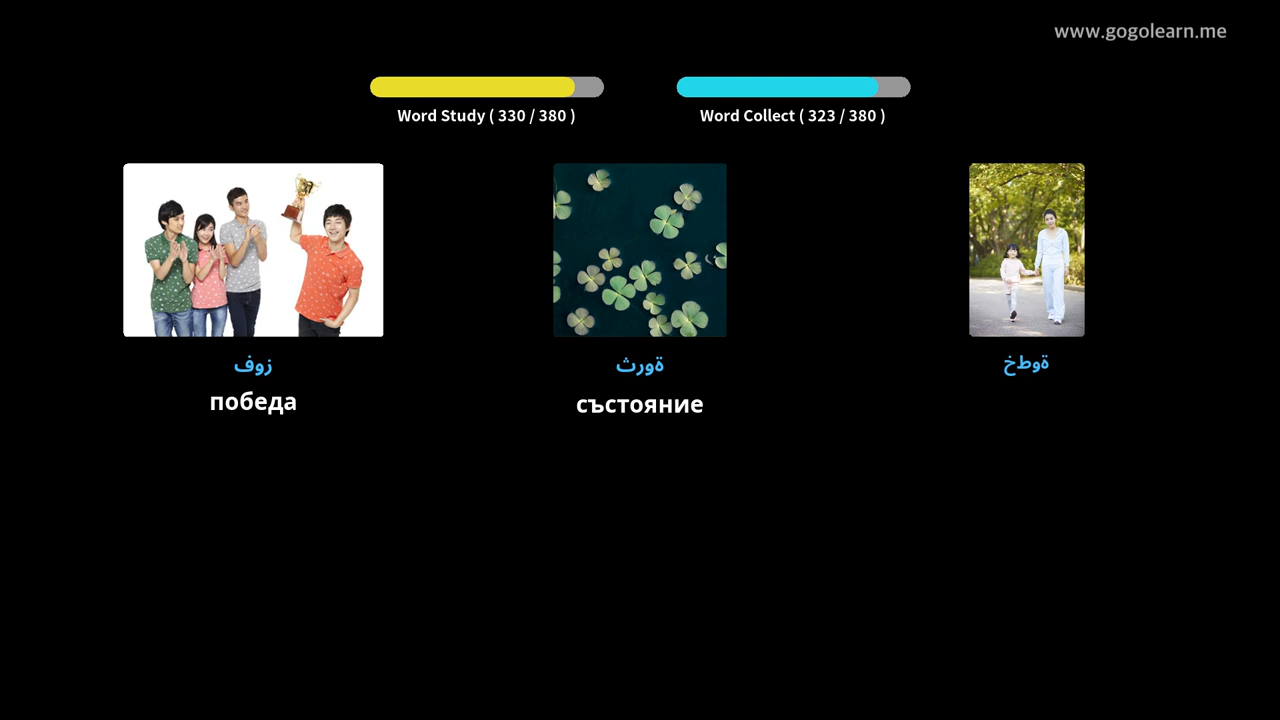 www.gogolearn.me
Word Study ( 330 / 380 )
Word Collect ( 323 / 380 )
زوف
ةورث
ةوطخ
победа
състояние